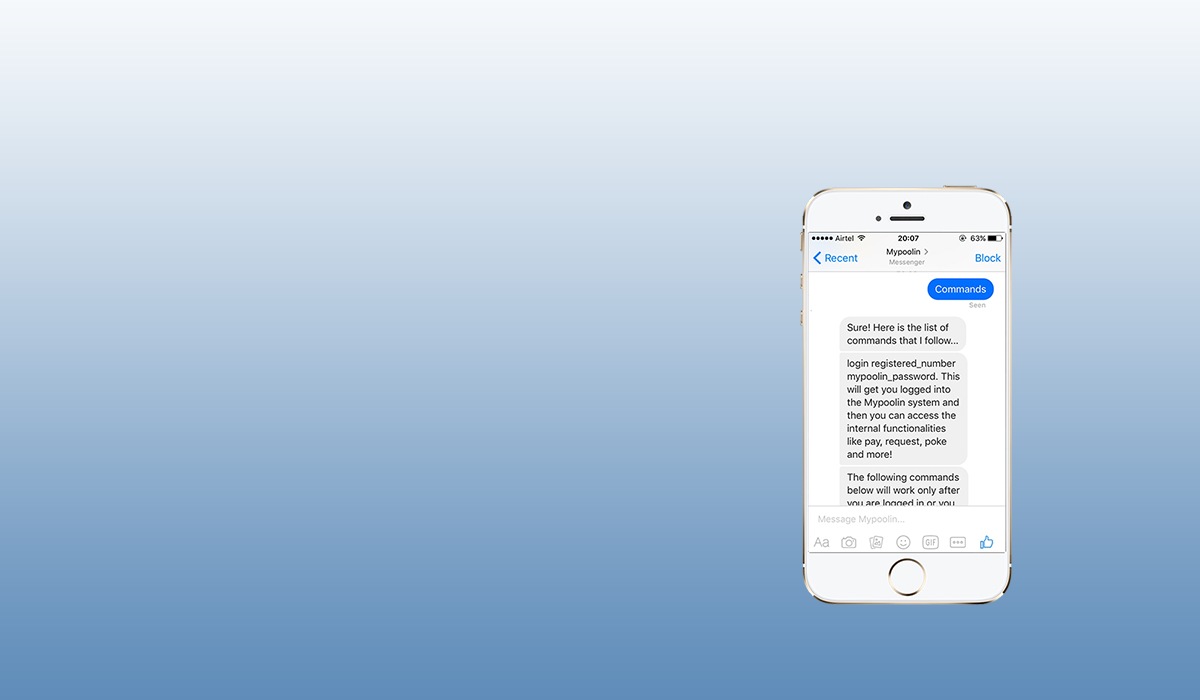 Airtel 20:07 63%
Recent Mypoolin Block
Messenger
Commands
Seen
Sure! Here is the list of
commands that I follow...
login registered_number
mypoolin_password. This
will get you logged into
the Mypoolin system and
then you can access the
internal functionalities
like pay, request, poke
and more!
The following commands
below will work only after
you are logged in or you
Message Mypoolin...
Aa GIF